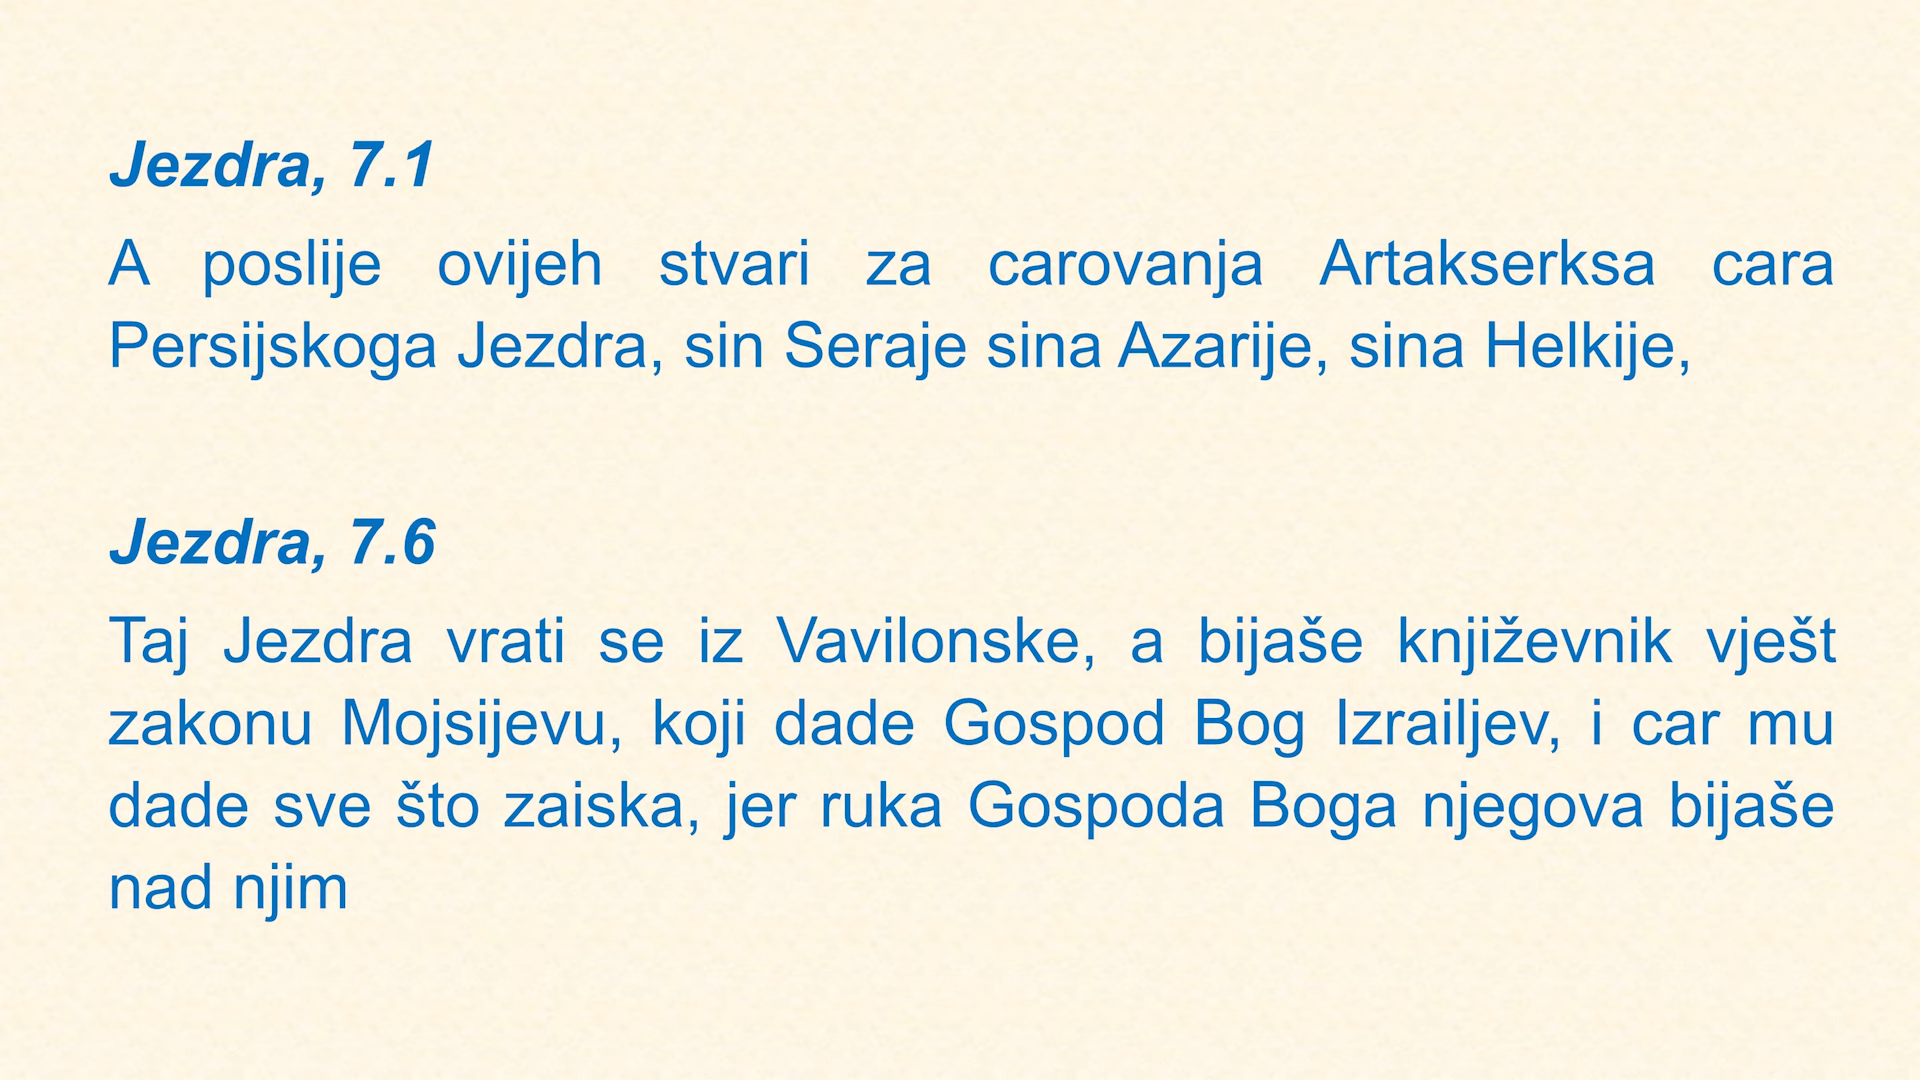 Jezdra, 7.1
A poslije ovijeh stvari za carovanja Artakserksa cara
Persijskoga Jezdra, sin Seraje sina Azarije, sina Helkije,
Jezdra, 7.6
Taj Jezdra vrati se iz Vavilonske, a bijaše književnik vješt
zakonu Mojsijevu, koji dade Gospod Bog Izrailjev, i car mu
dade sve što zaiska, jer ruka Gospoda Boga njegova bijaše
nad njim